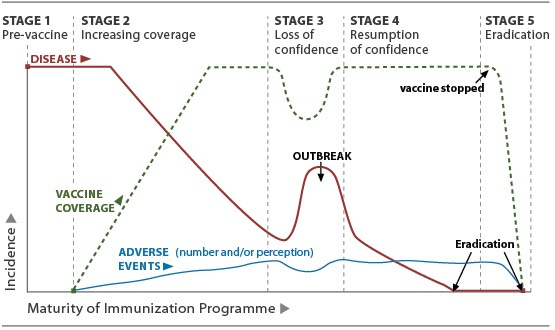 STAGE 1
Pre-vaccine
STAGE 2
Increasing coverage
STAGE 3
Loss of
confidence
STAGE 4
Resumption
of confidence
STAGE 5
Eradication
DISEASE
vaccine stopped
OUTBREAK
VACCINE
COVERAGE
ADVERSE (number and/or perception)
EVENTS
Eradication
Incidence
Maturity of Immunization Programme